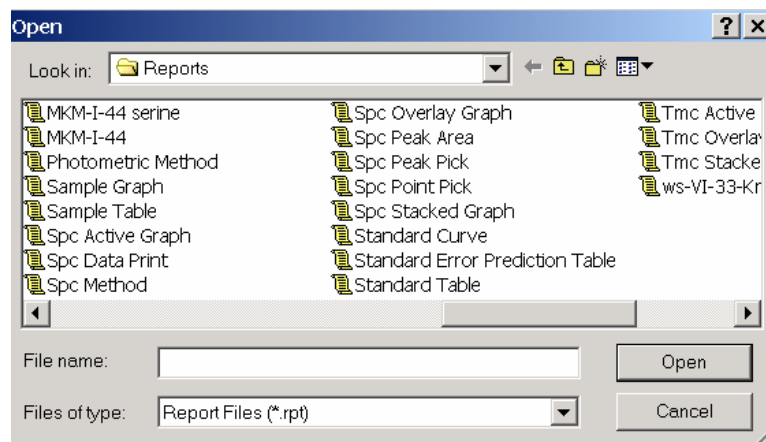 Open
Look in: Reports
MKM-I-44 serine
MKM-I-44
Photometric Method
Sample Graph
Sample Table
Spc Active Graph
Spc Data Print
Spc Method
Spc Overlay Graph
Spc Peak Area
Spc Peak Pick
Spc Point Pick
Spc Stacked Graph
Standard Curve
Standard Error Prediction Table
Standard Table
Tmc Active
Tmc Overla
Tmc Stacke
ws-VI-33-Kr
File name:
Open
Files of type: Report Files (*.rpt)
Cancel